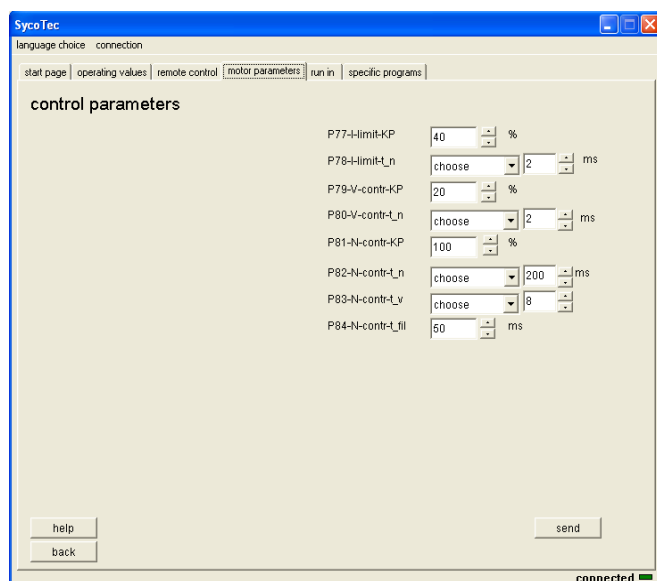 SycoTec
language choice connection
start page operating values remote control motor parameters run in specific programs
control parameters
P77-I-limit-KP 40 %
P78-I-limit-t_n choose 2 ms
P79-V-contr-KP 20 %
P80-V-contr-t_n choose 2 ms
P81-N-contr-KP 100 %
P82-N-contr-t_n choose 200 ms
P83-N-contr-t_v choose 8
P84-N-contr-t_fil 50 ms
help send
back
connected